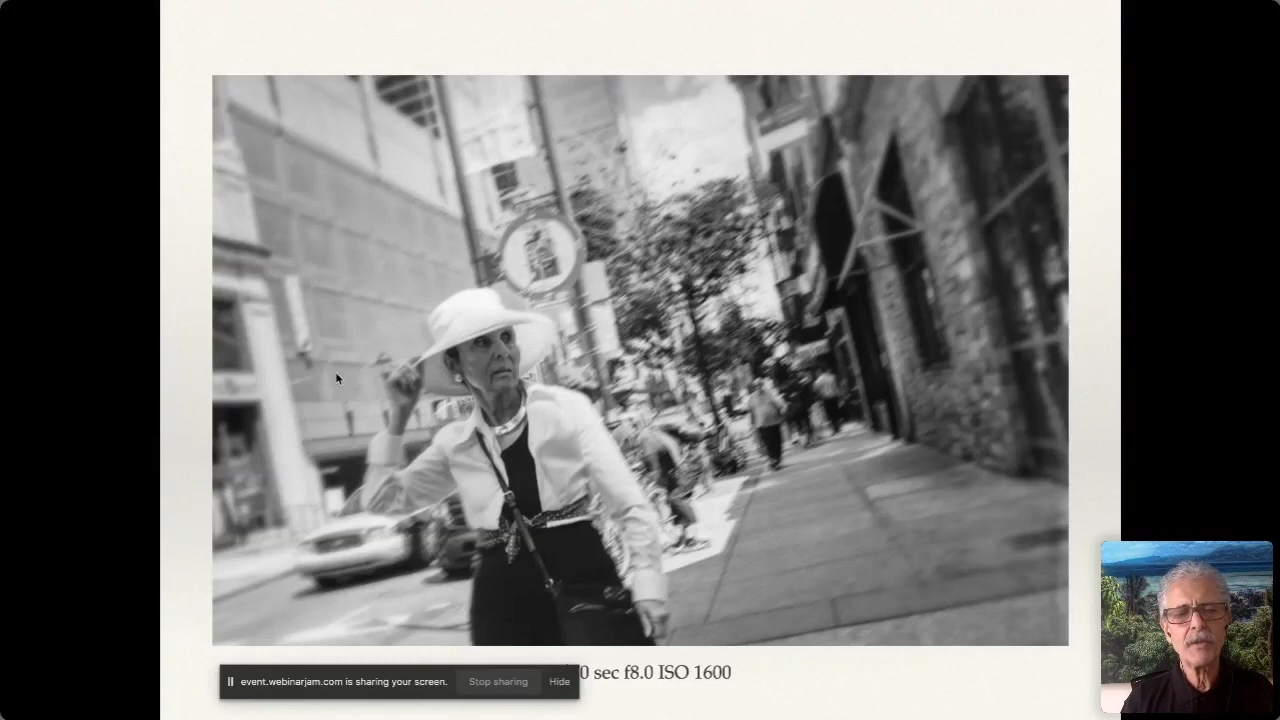 0 sec f8.0 ISO 1600
event.webinarjam.com is sharing your screen. Stop sharing Hide